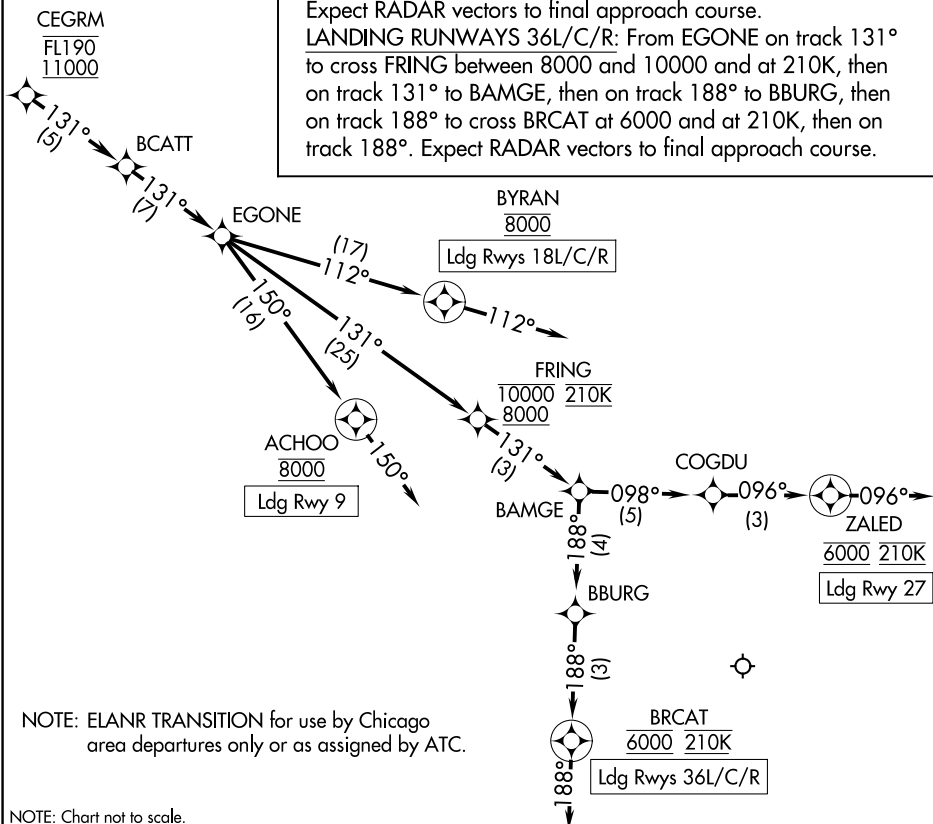 Expect RADAR vectors to final approach course.
LANDING RUNWAYS 36L/C/R: From EGONE on track 131°
to cross FRING between 8000 and 10000 and at 210K, then
on track 131° to BAMGE, then on track 188° to BBURG, then
on track 188° to cross BRCAT at 6000 and at 210K, then on
track 188°. Expect RADAR vectors to final approach course.
CEGRM
FL190
11000
131°
(5)
BCATT
131°
(7)
EGONE
BYRAN
8000
Ldg Rwys 18L/C/R
(17)
112°
112°
150°
(16)
131°
(25)
FRING
10000 210K
8000
ACHOO
8000
Ldg Rwy 9
150°
131°
(3)
BAMGE
098°
(5)
COGDU
096°
(3)
096°
ZALED
6000 210K
Ldg Rwy 27
188°
(4)
BBURG
188°
(3)
BRCAT
6000 210K
Ldg Rwys 36L/C/R
188°
NOTE: ELANR TRANSITION for use by Chicago
area departures only or as assigned by ATC.
NOTE: Chart not to scale.